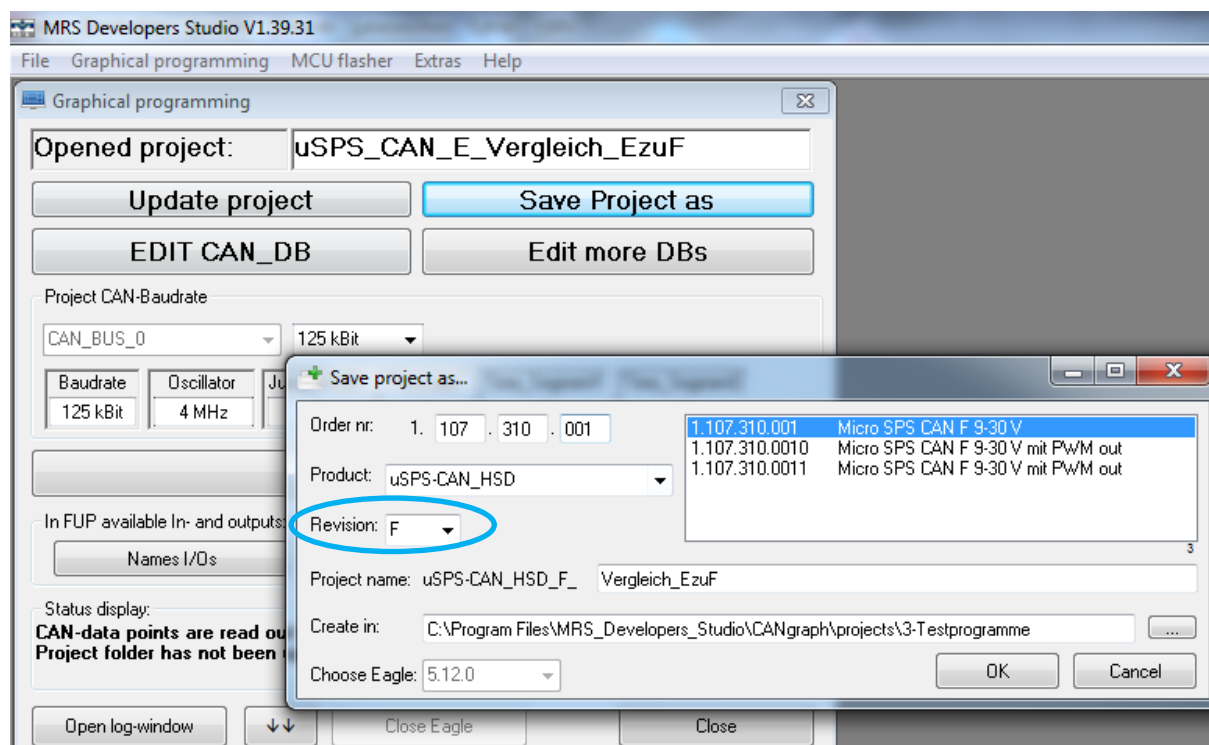 MRS Developers Studio V1.39.31
File Graphical programming MCU flasher Extras Help
Graphical programming
Opened project: uSPS_CAN_E_Vergleich_EzuF
Update project Save Project as
EDIT CAN_DB Edit more DBs
Project CAN-Baudrate
CAN_BUS_0 125 kBit
Baudrate Oscillator Ju
125 kBit 4 MHz
In FUP available In- and outputs:
Names I/Os
Status display:
CAN-data points are read ou
Project folder has not been
Open log-window ↓↓ Close Eagle Close
Save project as...
Order nr: 1. 107 . 310 . 001
1.107.310.001 Micro SPS CAN F 9-30 V
1.107.310.0010 Micro SPS CAN F 9-30 V mit PWM out
1.107.310.0011 Micro SPS CAN F 9-30 V mit PWM out
3
Product: uSPS-CAN_HSD
Revision: F
Project name: uSPS-CAN_HSD_F_ Vergleich_EzuF
Create in: C:\Program Files\MRS_Developers_Studio\CANgraph\projects\3-Testprogramme ...
Choose Eagle: 5.12.0
OK Cancel